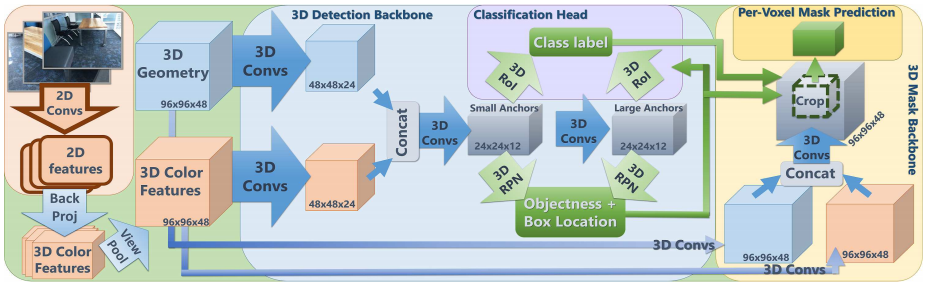 3D Detection Backbone
Classification Head
Per-Voxel Mask Prediction
2D
Convs
2D
features
Back
Proj
3D Color
Features
View
Pool
3D
Geometry
96x96x48
3D Color
Features
96x96x48
3D
Convs
3D
Convs
48x48x24
48x48x24
Concat
3D
Convs
Class label
3D
RoI
3D
RoI
Small Anchors
24x24x12
3D
Convs
Large Anchors
24x24x12
3D
RPN
3D
RPN
Objectness +
Box Location
Crop
96x96x48
3D
Convs
Concat
96x96x48
96x96x48
3D Convs
3D Convs
3D Mask Backbone